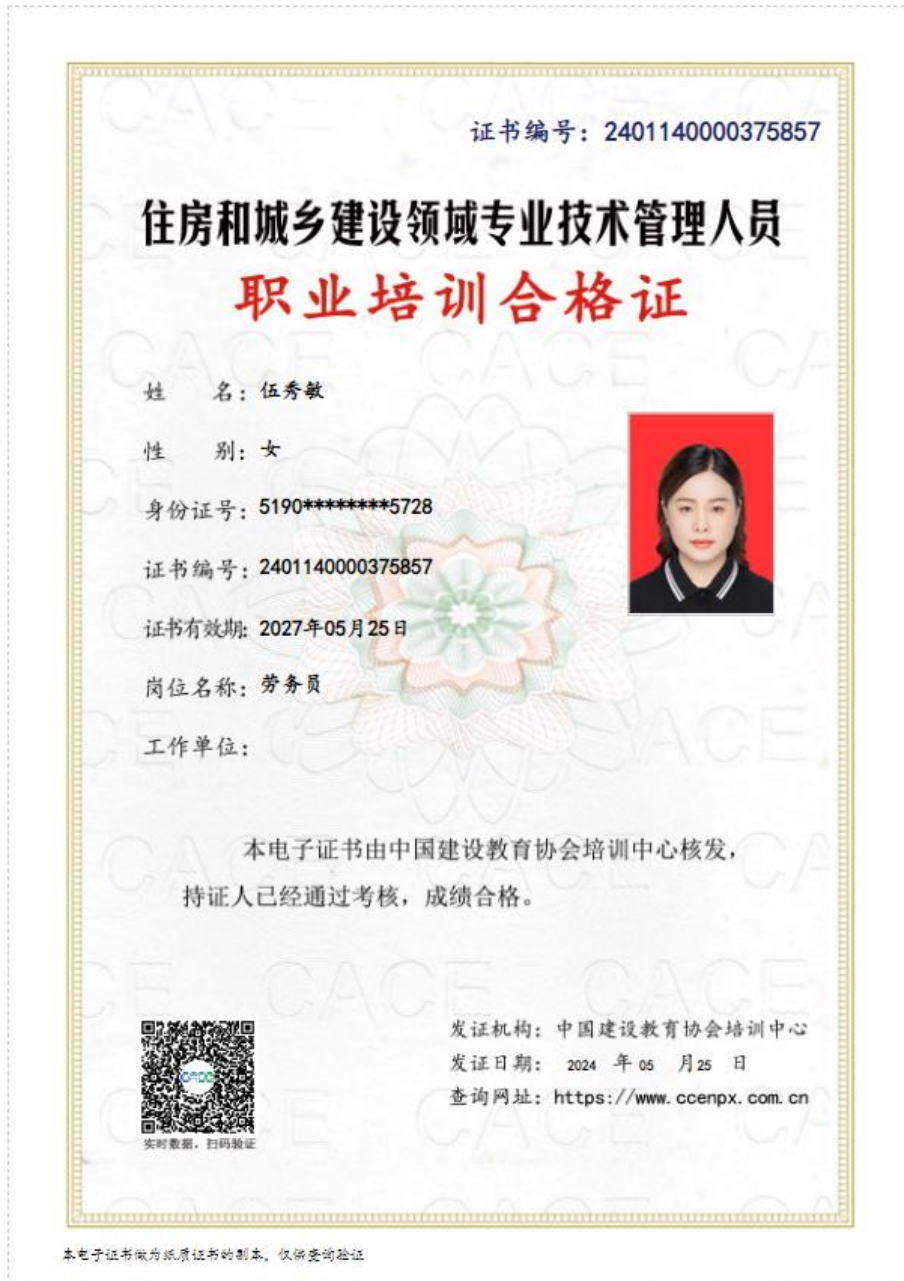 证书编号：2401140000375857
住房和城乡建设领域专业技术管理人员
职业培训合格证
姓 名：伍秀敏
性 别：女
身份证号：5190********5728
证书编号：2401140000375857
证书有效期：2027年05月25日
岗位名称：劳务员
工作单位：
本电子证书由中国建设教育协会培训中心核发，
持证人已经通过考核，成绩合格。
发证机构：中国建设教育协会培训中心
发证日期： 2024 年 05 月 25 日
查询网址：https://www.ccenpx.com.cn
实时数据，扫码验证
本电子证书做为纸质证书的副本，仅供查询验证
CACE